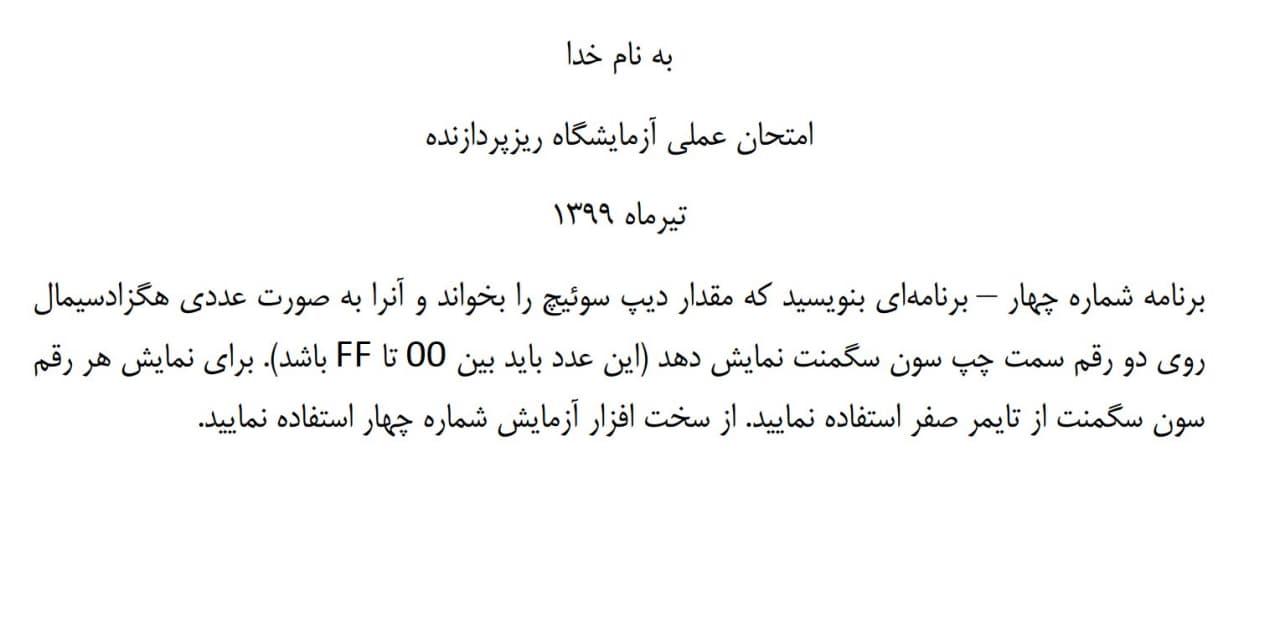 به نام خدا
امتحان عملی آزمایشگاه ریزپردازنده
تیرماه ۱۳۹۹
برنامه شماره چهار – برنامه‌ای بنویسید که مقدار دیپ سوئیچ را بخواند و آنرا به صورت عددی هگزادسیمال
روی دو رقم سمت چپ سون سگمنت نمایش دهد (این عدد باید بین 00 تا FF باشد). برای نمایش هر رقم
سون سگمنت از تایمر صفر استفاده نمایید. از سخت افزار آزمایش شماره چهار استفاده نمایید.